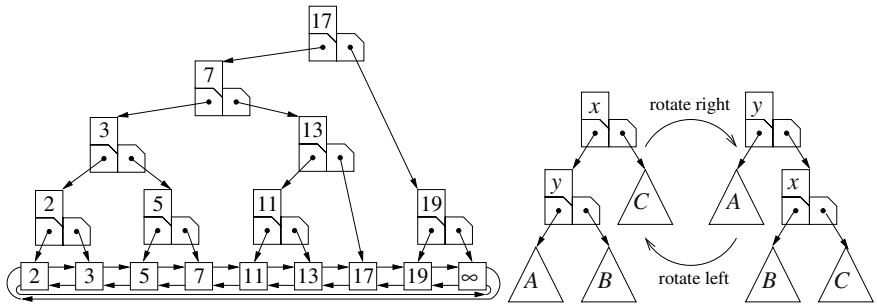 17
7
3 13
2 5 11 19
2 3 5 7 11 13 17 19 ∞
x rotate right y
y C A x
A B rotate left B C